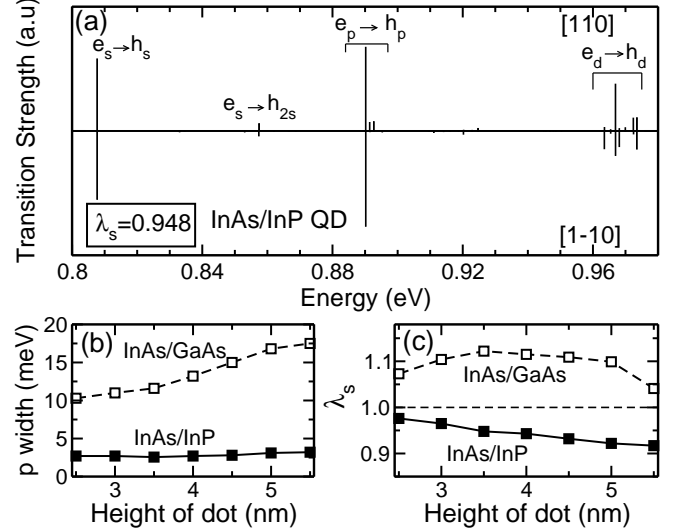 (a)
[110]
e_s→h_s
e_p→h_p
e_d→h_d
e_s→h_2s
λ_s=0.948
InAs/InP QD
[1-10]
Transition Strength (a.u)
0.8 0.84 0.88 0.92 0.96
Energy (eV)
(b)
20
15
10
5
0
p width (meV)
InAs/GaAs
InAs/InP
3 4 5
Height of dot (nm)
(c)
1.1
1.0
0.9
λ_s
InAs/GaAs
InAs/InP
3 4 5
Height of dot (nm)